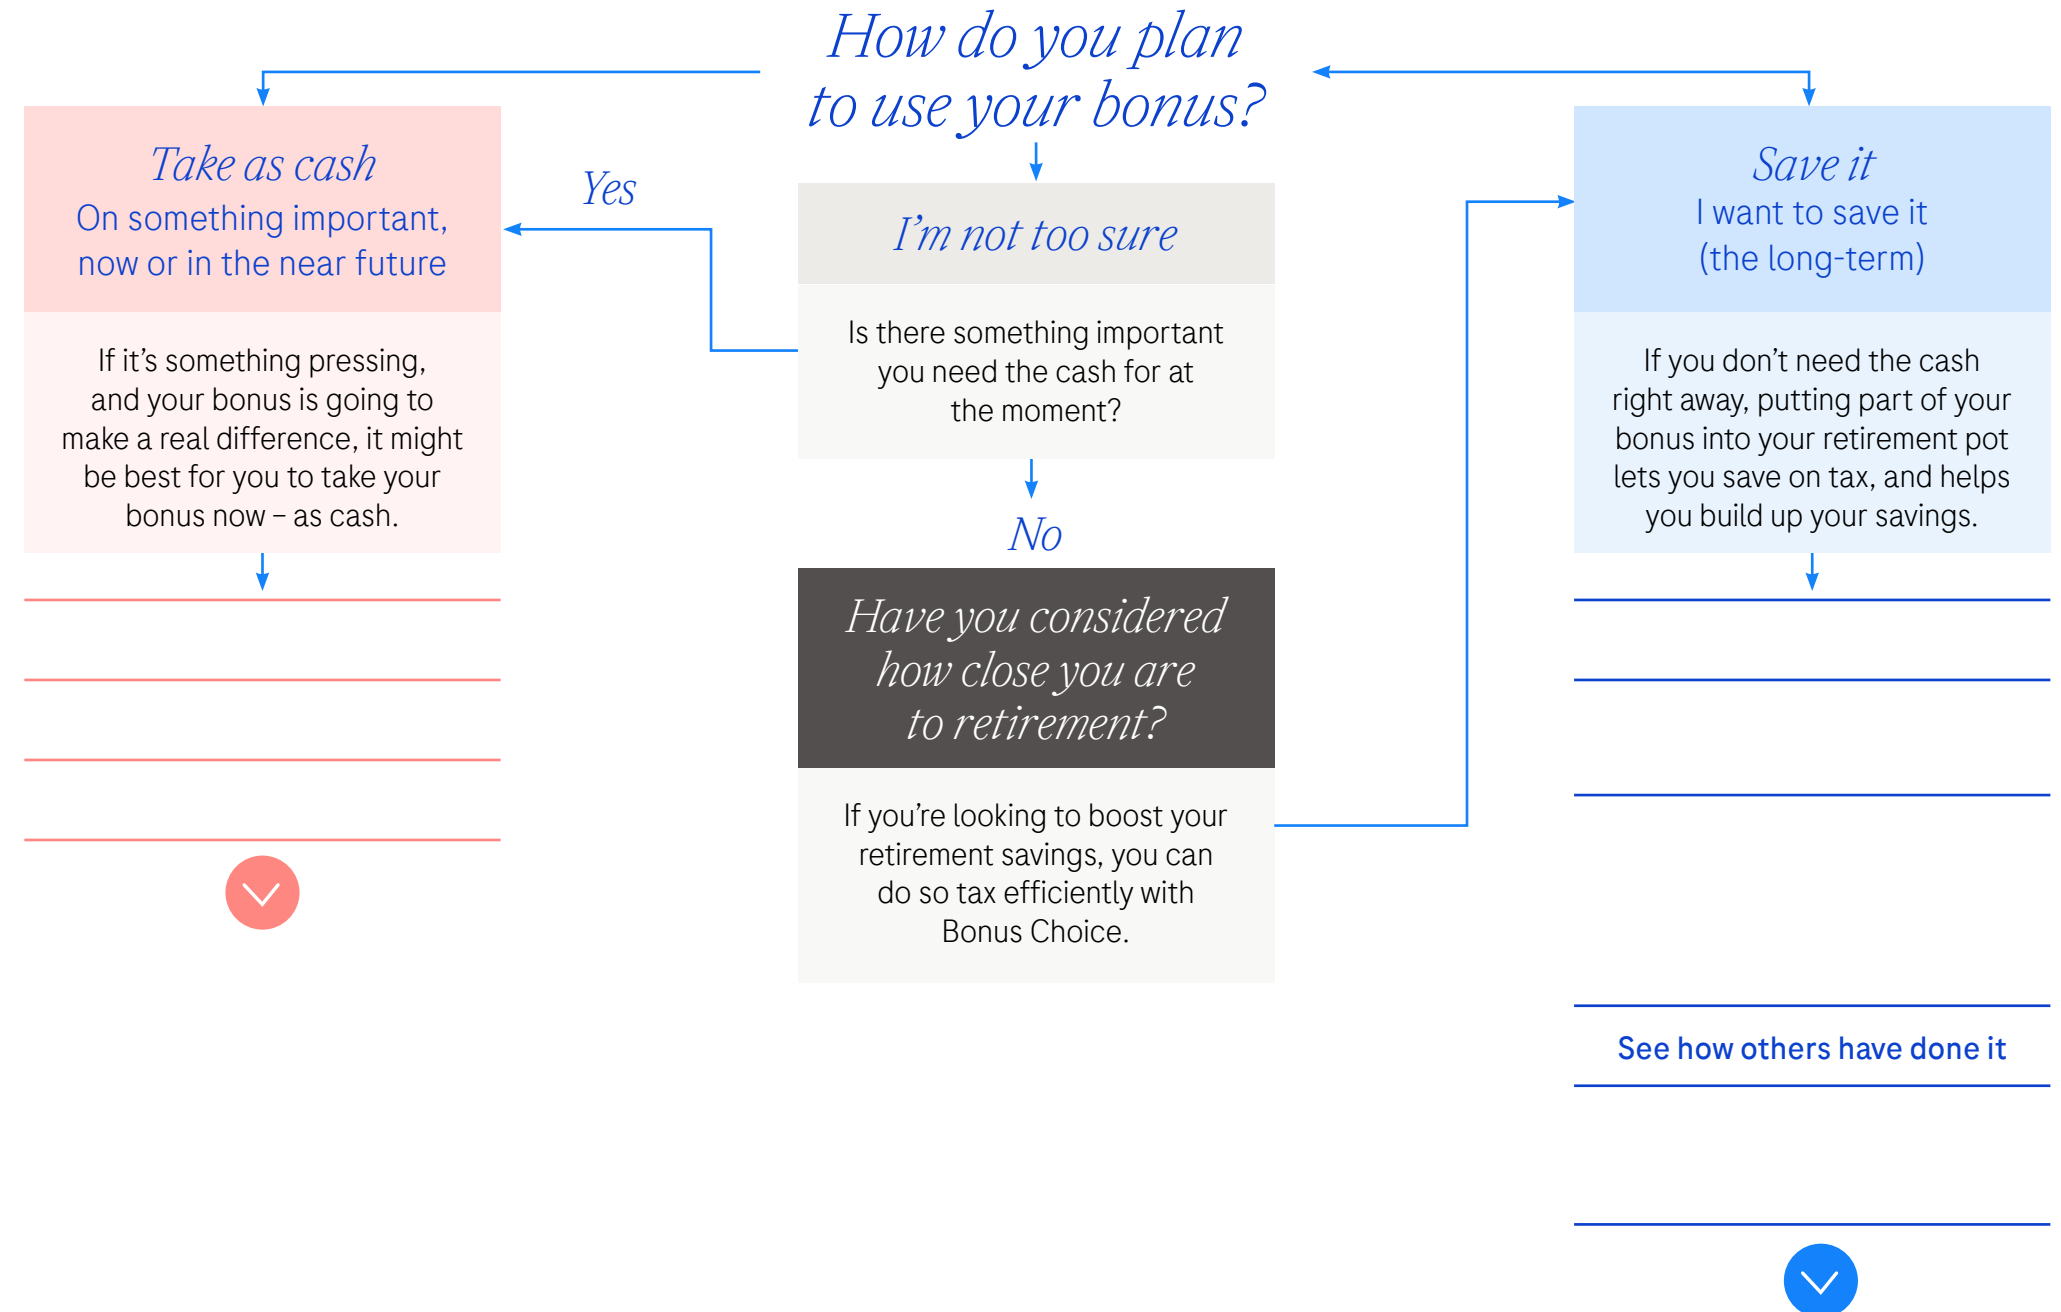 How do you plan
to use your bonus?
Take as cash
On something important,
now or in the near future
If it’s something pressing,
and your bonus is going to
make a real difference, it might
be best for you to take your
bonus now – as cash.
Yes
I’m not too sure
Is there something important
you need the cash for at
the moment?
No
Have you considered
how close you are
to retirement?
If you’re looking to boost your
retirement savings, you can
do so tax efficiently with
Bonus Choice.
Save it
I want to save it
(the long-term)
If you don’t need the cash
right away, putting part of your
bonus into your retirement pot
lets you save on tax, and helps
you build up your savings.
See how others have done it